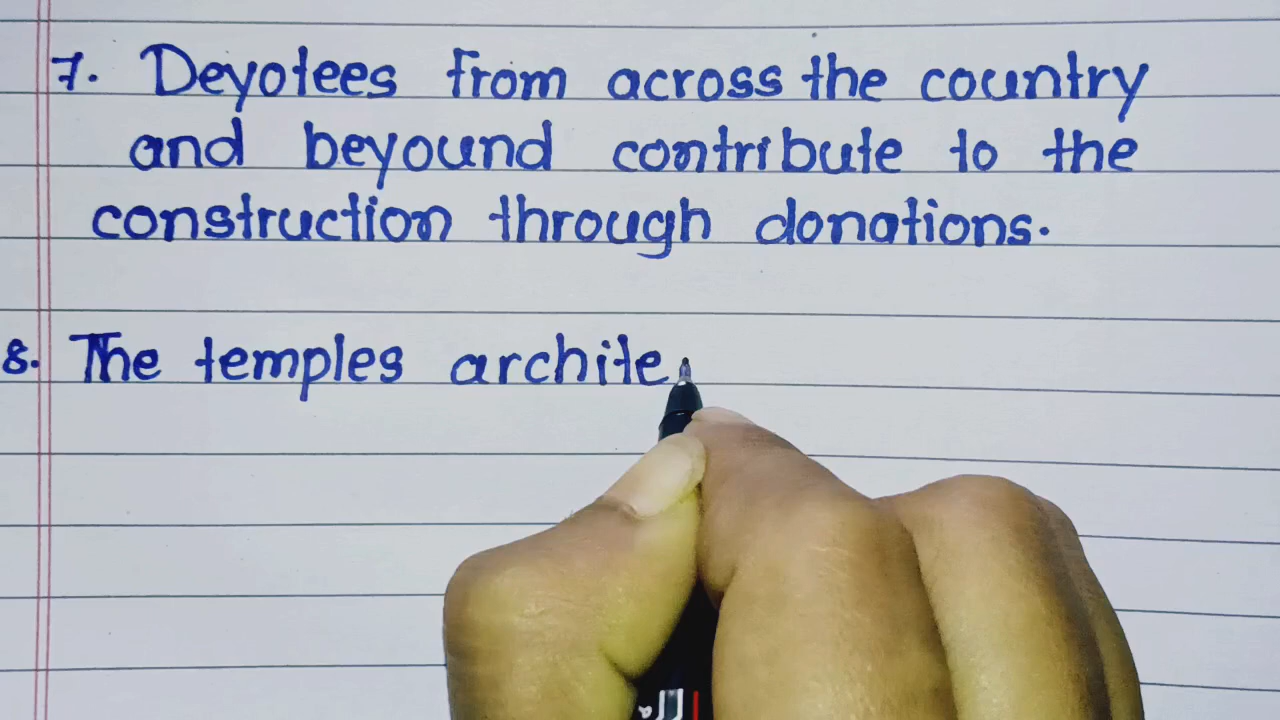 7. Deyotees from across the country
and beyound contribute to the
construction through donations.
8. The temples archite